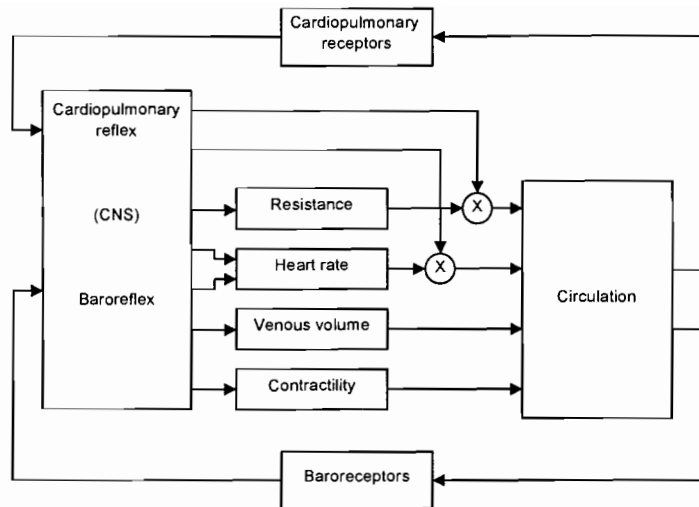 Cardiopulmonary
receptors
Cardiopulmonary
reflex
(CNS)
Baroreflex
Resistance
X
Heart rate
X
Venous volume
Contractility
Circulation
Baroreceptors